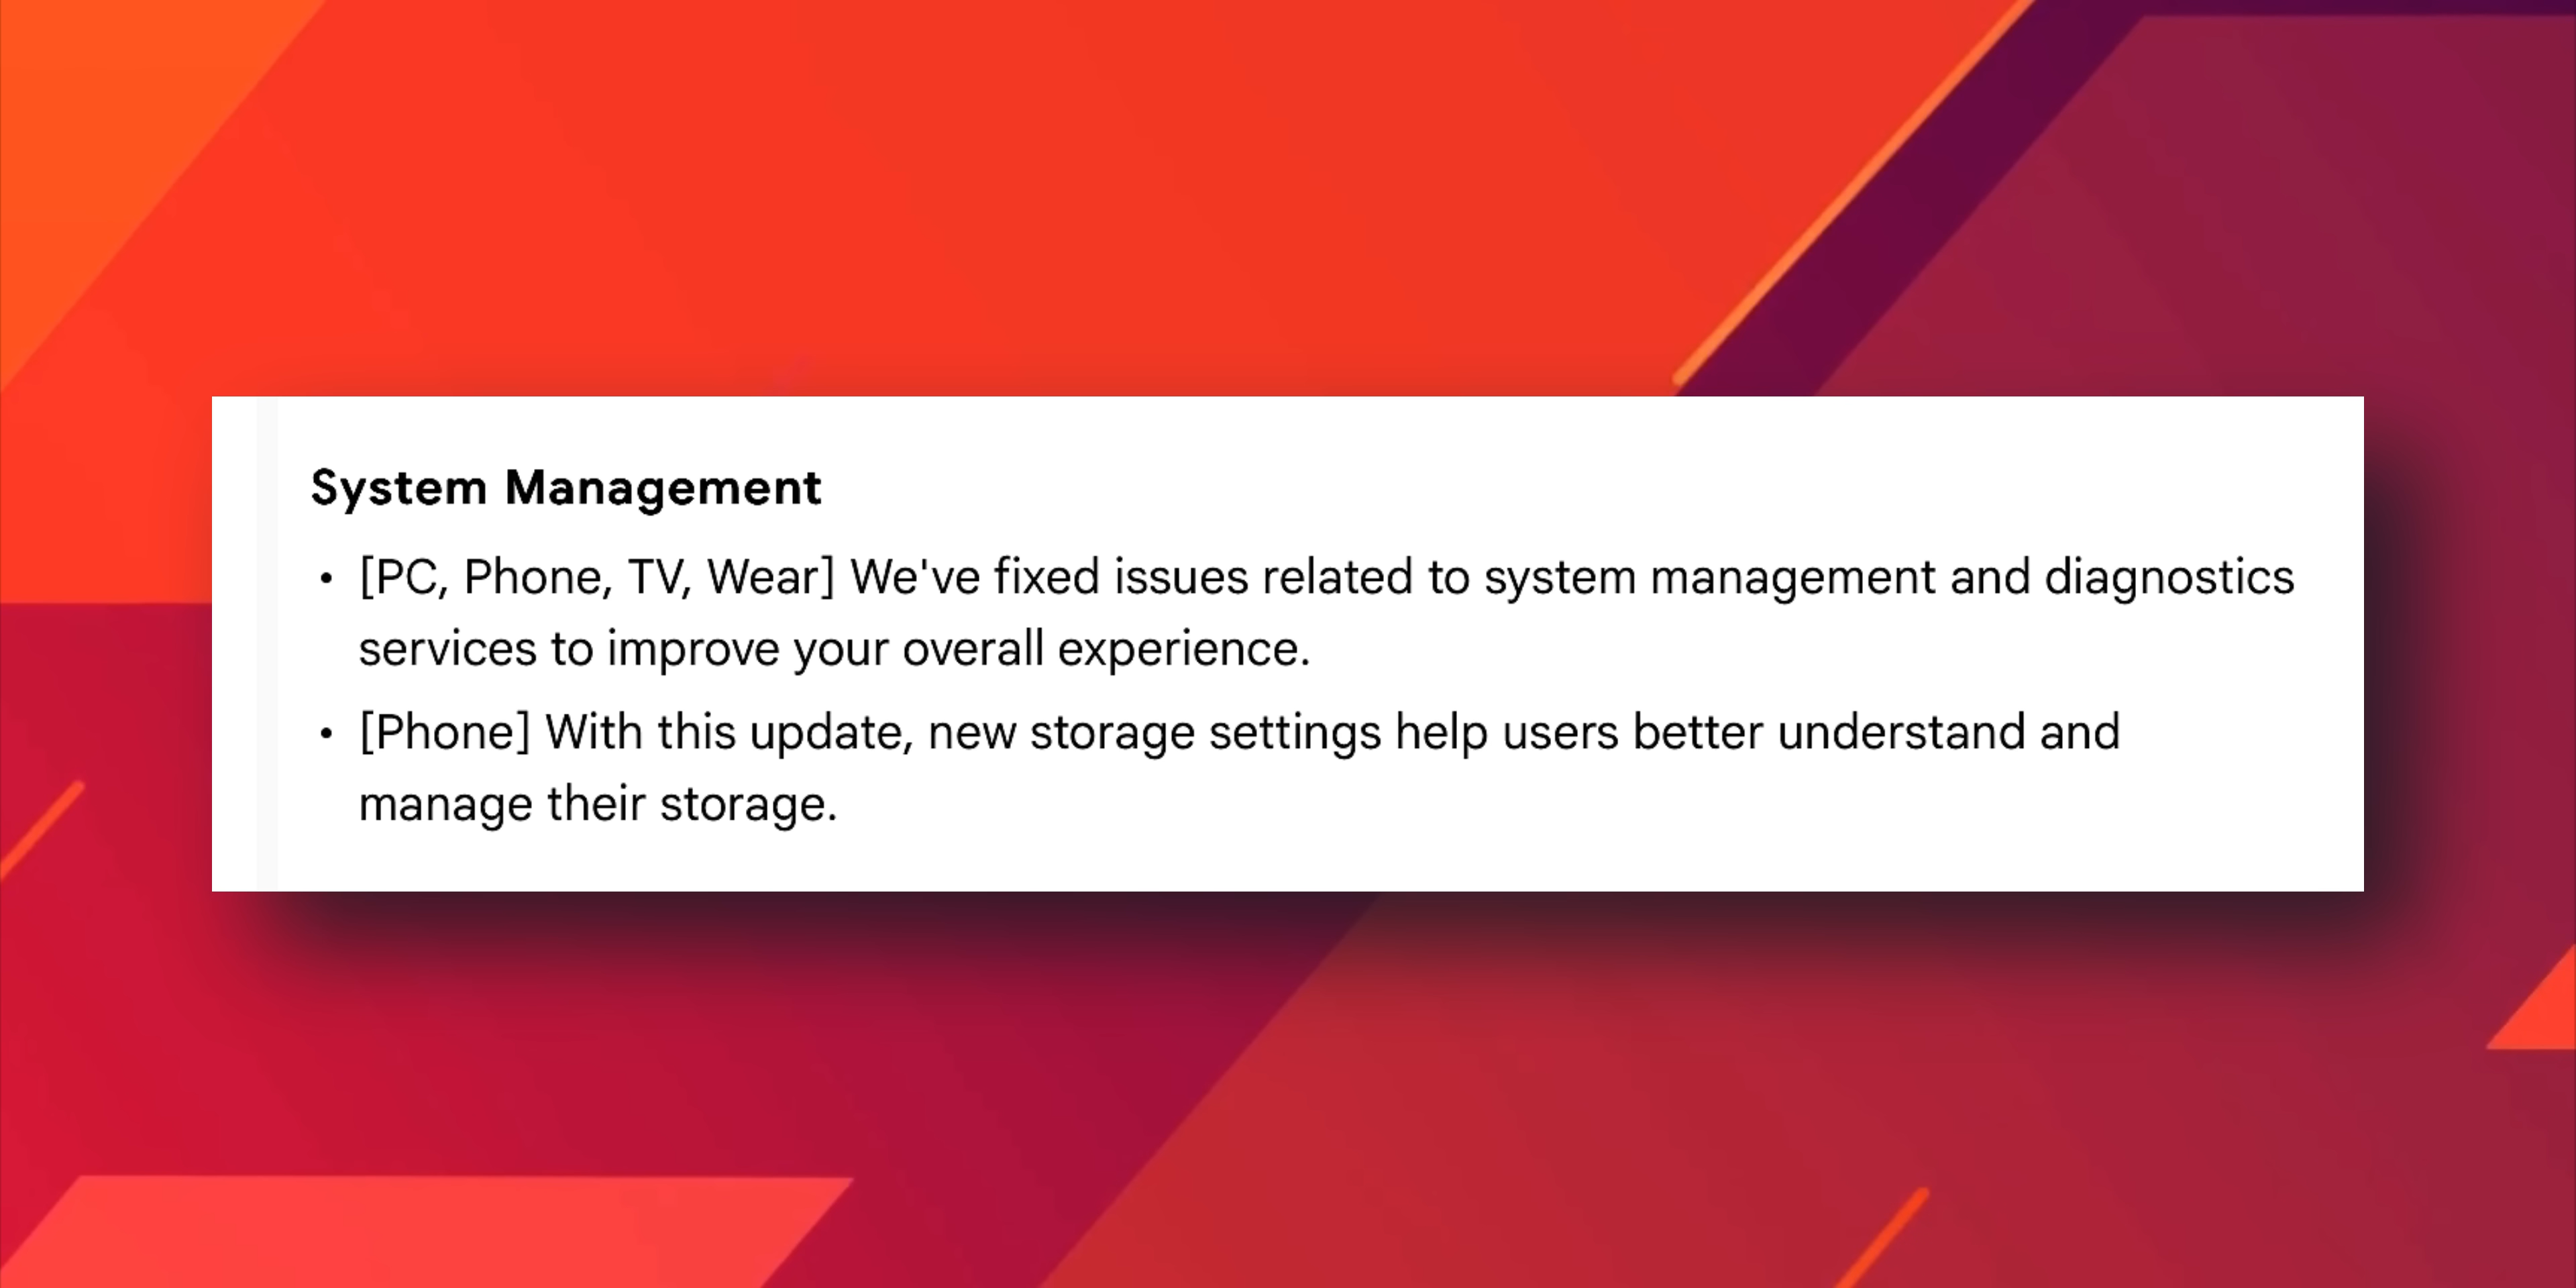 System Management
• [PC, Phone, TV, Wear] We've fixed issues related to system management and diagnostics
services to improve your overall experience.
• [Phone] With this update, new storage settings help users better understand and
manage their storage.